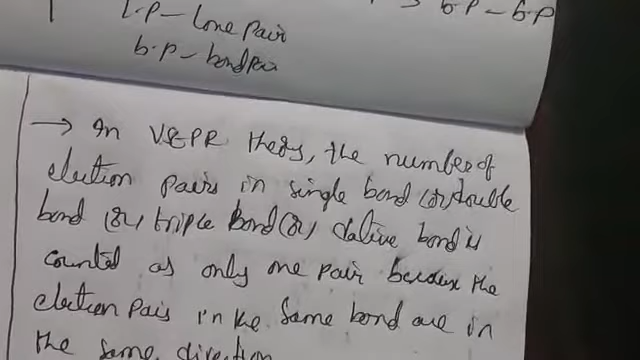 l.p - lone pair
> b.p - b.p
b.p - bond pair
→ In VSEPR theory, the number of
electron pairs in single bond (or) double
bond (or) triple bond (or) dative bond is
counted as only one pair because the
electron pairs in the same bond are in
the same direction